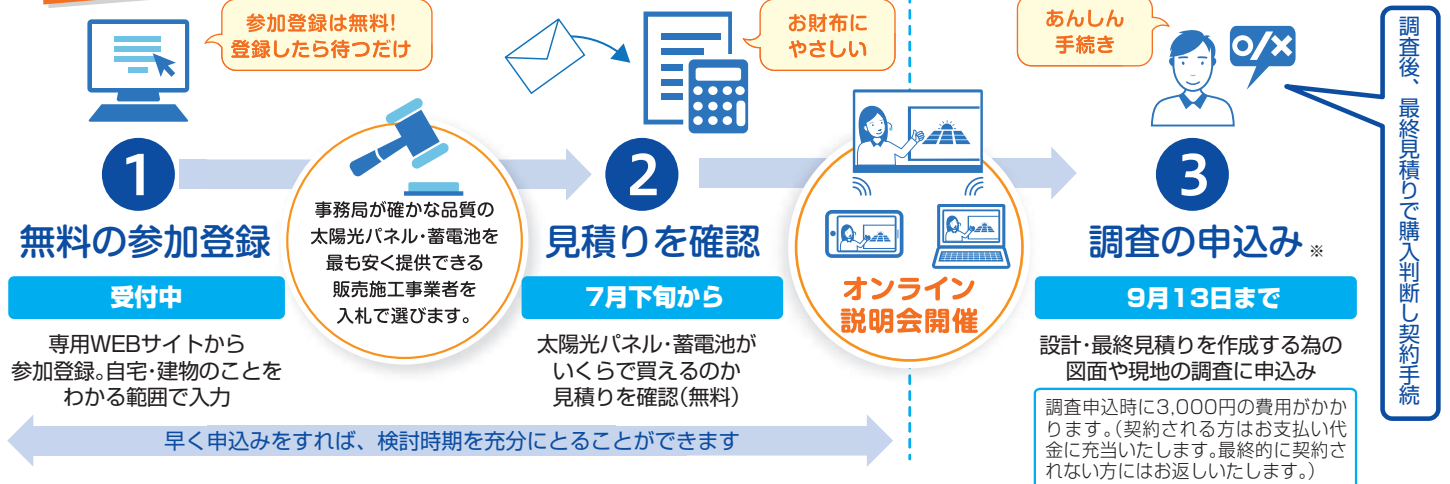 参加登録は無料!
登録したら待つだけ
1
無料の参加登録
受付中
専用WEBサイトから
参加登録。自宅・建物のことを
わかる範囲で入力
事務局が確かな品質の
太陽光パネル・蓄電池を
最も安く提供できる
販売施工事業者を
入札で選びます。
お財布に
やさしい
2
見積りを確認
7月下旬から
太陽光パネル・蓄電池が
いくらで買えるのか
見積りを確認(無料)
早く申込みをすれば、検討時期を充分にとることができます
オンライン
説明会開催
あんしん
手続き
o/x
3
調査の申込み※
9月13日まで
設計・最終見積りを作成する為の
図面や現地の調査に申込み
調査申込時に3,000円の費用がかか
ります。(契約される方はお支払い代
金に充当いたします。最終的に契約さ
れない方にはお返しいたします。)
調査後、最終見積りで購入判断し契約手続